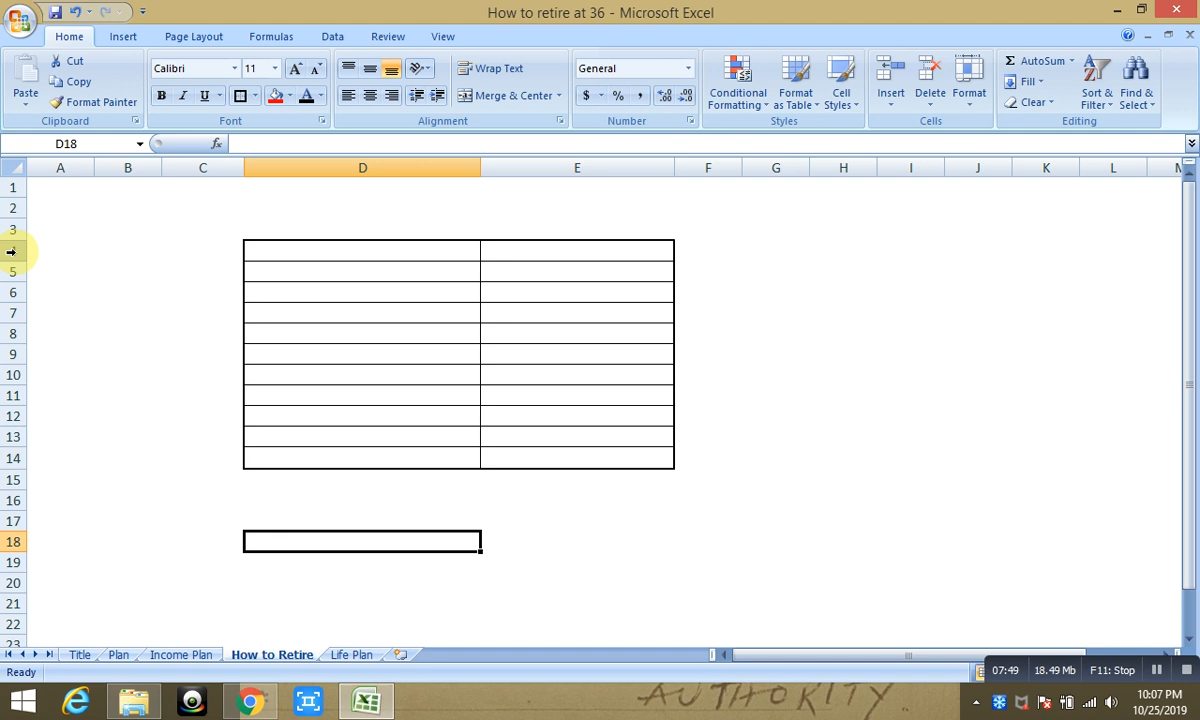 How to retire at 36 - Microsoft Excel
Home Insert Page Layout Formulas Data Review View
Paste
Cut
Copy
Format Painter
Clipboard
Calibri 11
B I U
Font
Wrap Text
Merge & Center
Alignment
General
$ % ,
Number
Conditional Formatting
Format as Table
Cell Styles
Styles
Insert Delete Format
Cells
AutoSum
Fill
Clear
Sort & Filter
Find & Select
Editing
D18
fx
A B C D E F G H I J K L
1
2
3
5
6
7
8
9
10
11
12
13
14
15
16
17
18
19
20
21
22
23
Title Plan Income Plan How to Retire Life Plan
Ready
07:49 18.49 Mb F11: Stop
AUTHORITY
10:07 PM
10/25/2019